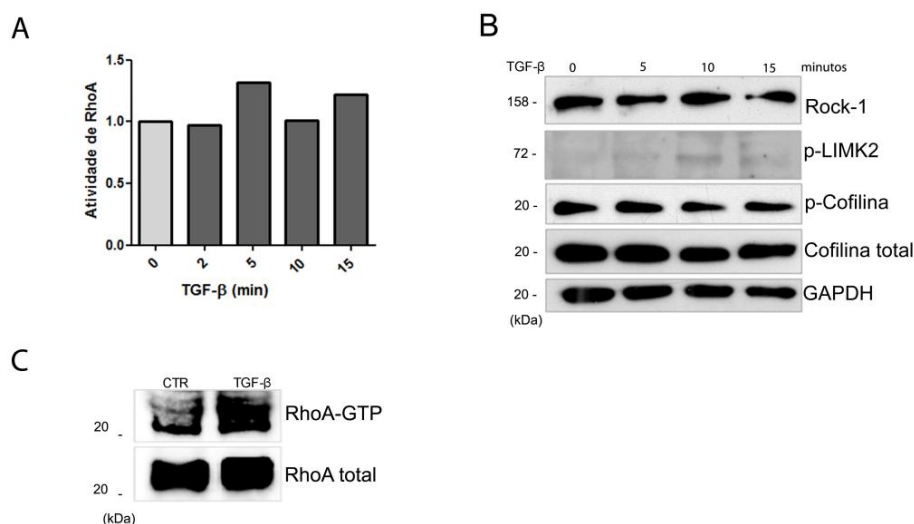 A
1.5
1.0
0.5
0.0
Atividade de RhoA
0 2 5 10 15
TGF-β (min)
B
TGF-β 0 5 10 15 minutos
158 - Rock-1
72 - p-LIMK2
20 - p-Cofilina
20 - Cofilina total
20 - GAPDH
(kDa)
C
CTR TGF-β
20 - RhoA-GTP
20 - RhoA total
(kDa)